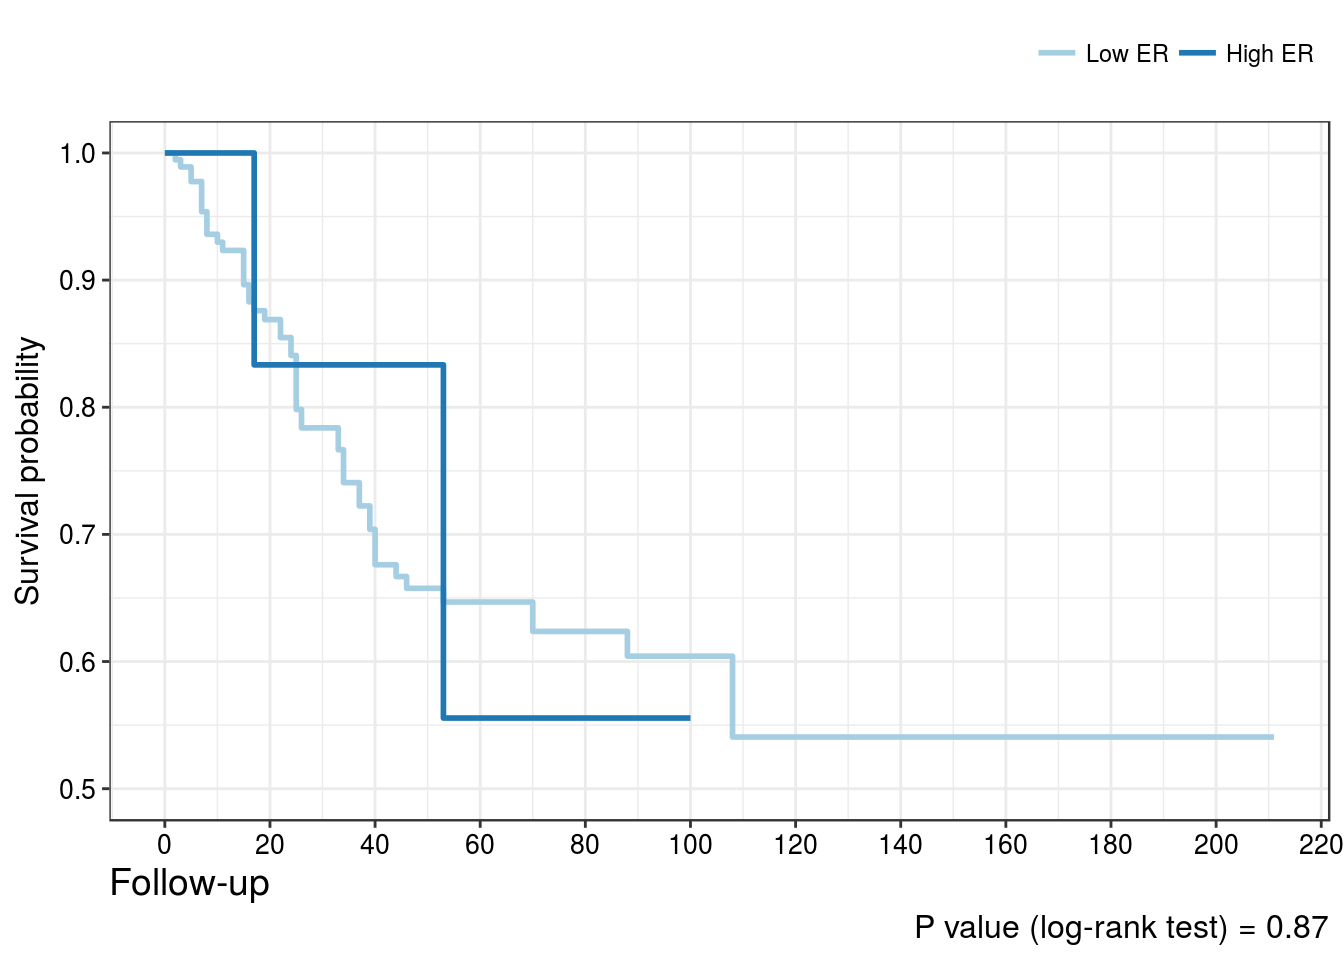 Low ER High ER
1.0
0.9
0.8
0.7
0.6
0.5
Survival probability
0 20 40 60 80 100 120 140 160 180 200 220
Follow-up
P value (log-rank test) = 0.87